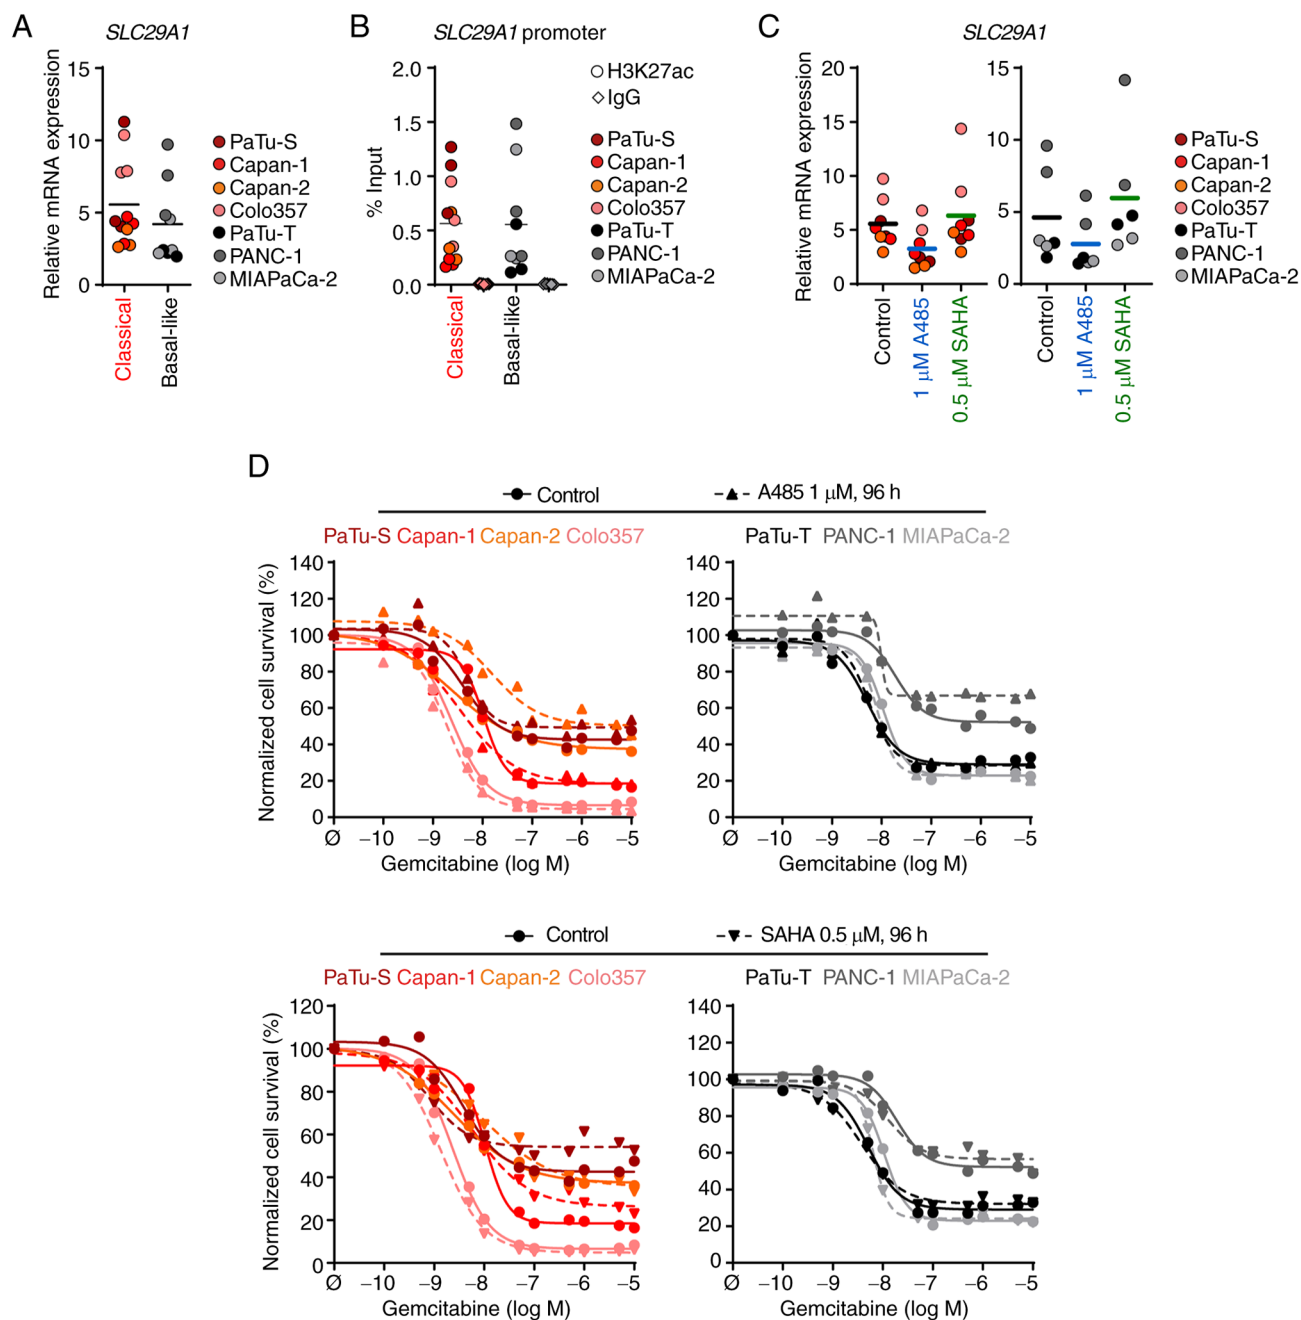 A
SLC29A1
Relative mRNA expression
15
10
5
0
Classical
Basal-like
PaTu-S
Capan-1
Capan-2
Colo357
PaTu-T
PANC-1
MIAPaCa-2
B
SLC29A1 promoter
% Input
2.0
1.5
1.0
0.5
0.0
Classical
Basal-like
H3K27ac
IgG
PaTu-S
Capan-1
Capan-2
Colo357
PaTu-T
PANC-1
MIAPaCa-2
C
SLC29A1
Relative mRNA expression
20
15
10
5
0
Control
1 μM A485
0.5 μM SAHA
15
10
5
0
Control
1 μM A485
0.5 μM SAHA
PaTu-S
Capan-1
Capan-2
Colo357
PaTu-T
PANC-1
MIAPaCa-2
D
Control
A485 1 μM, 96 h
PaTu-S Capan-1 Capan-2 Colo357
Normalized cell survival (%)
140
120
100
80
60
40
20
0
Ø −10 −9 −8 −7 −6 −5
Gemcitabine (log M)
PaTu-T PANC-1 MIAPaCa-2
140
120
100
80
60
40
20
0
Ø −10 −9 −8 −7 −6 −5
Gemcitabine (log M)
Control
SAHA 0.5 μM, 96 h
PaTu-S Capan-1 Capan-2 Colo357
Normalized cell survival (%)
120
100
80
60
40
20
0
Ø −10 −9 −8 −7 −6 −5
Gemcitabine (log M)
PaTu-T PANC-1 MIAPaCa-2
140
120
100
80
60
40
20
0
Ø −10 −9 −8 −7 −6 −5
Gemcitabine (log M)